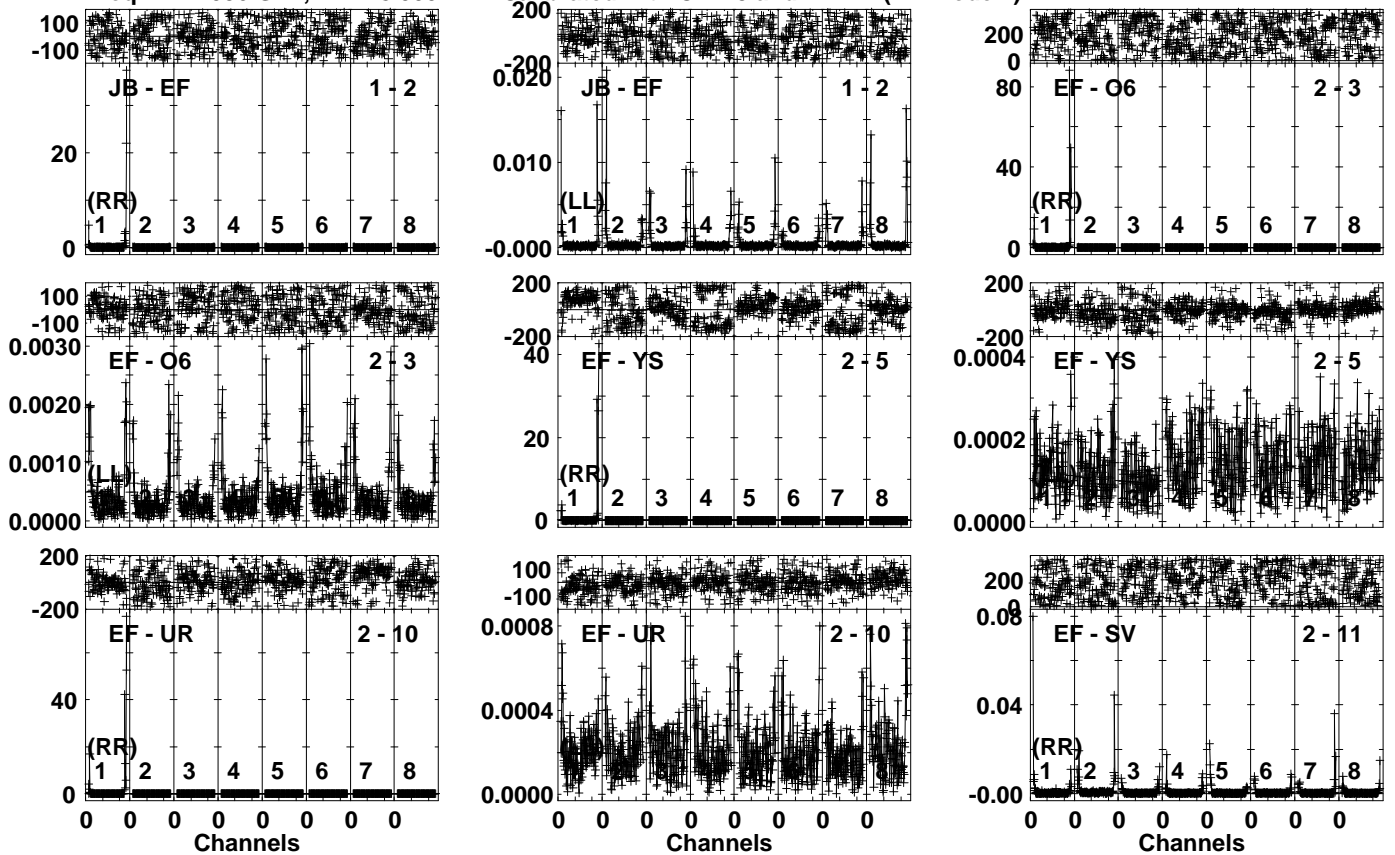 100
-100
JB - EF 1 - 2
20
0
(RR)
1 2 3 4 5 6 7 8
200
-200
0.020
JB - EF 1 - 2
0.010
-0.000
(LL)
1 2 3 4 5 6 7 8
200
0
EF - O6 2 - 3
80
40
0
(RR)
1 2 3 4 5 6 7 8
100
-100
0.0030
EF - O6 2 - 3
0.0020
0.0010
0.0000
(LL)
200
-200
40
EF - YS 2 - 5
20
0
(RR)
1 2 3 4 5 6 7 8
200
-200
0.0004
EF - YS 2 - 5
0.0002
0.0000
200
-200
EF - UR 2 - 10
40
0
(RR)
1 2 3 4 5 6 7 8
0 0 0 0 0 0 0 0
Channels
100
-100
0.0008
EF - UR 2 - 10
0.0004
0.0000
0 0 0 0 0 0 0 0
Channels
200
0
0.08
EF - SV 2 - 11
0.04
-0.00
(RR)
1 2 3 4 5 6 7 8
0 0 0 0 0 0 0 0
Channels